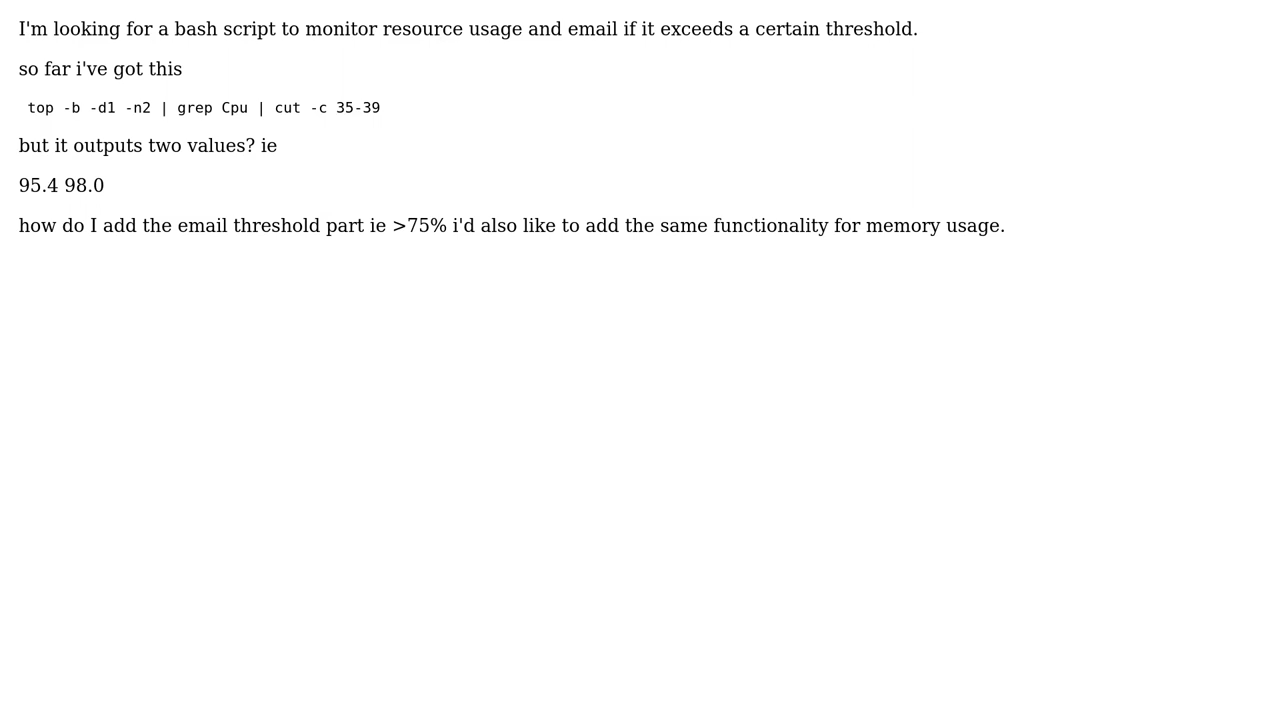 I'm looking for a bash script to monitor resource usage and email if it exceeds a certain threshold.
so far i've got this
top -b -d1 -n2 | grep Cpu | cut -c 35-39
but it outputs two values? ie
95.4 98.0
how do I add the email threshold part ie >75% i'd also like to add the same functionality for memory usage.